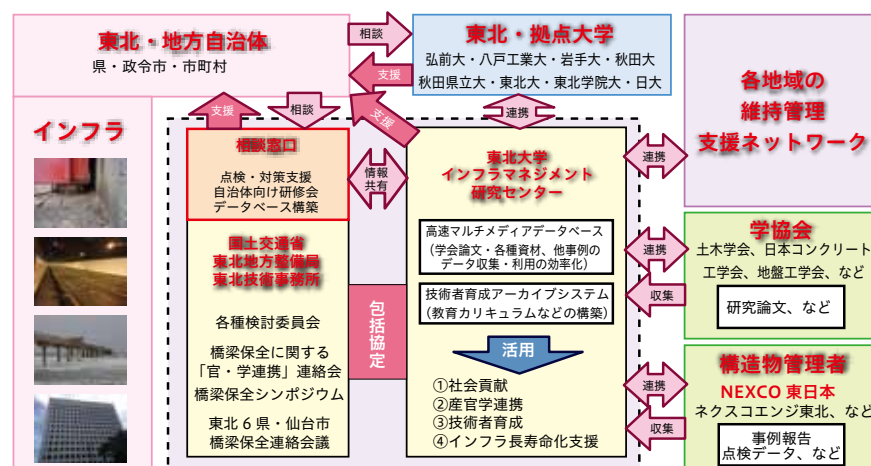 東北・地方自治体
県・政令市・市町村
相談
支援
東北・拠点大学
弘前大・八戸工業大・岩手大・秋田大
秋田県立大・東北大・東北学院大・日大
各地域の
維持管理
支援ネットワーク
インフラ
支援
相談
支援
連携
相談窓口
点検・対策支援
自治体向け研修会
データベース構築
情報
共有
東北大学
インフラマネジメント
研究センター
連携
国土交通省
東北地方整備局
東北技術事務所
各種検討委員会
橋梁保全に関する
「官・学連携」連絡会
橋梁保全シンポジウム
東北6県・仙台市
橋梁保全連絡会議
包括協定
高速マルチメディアデータベース
(学会論文・各種資材、他事例の
データ収集・利用の効率化)
技術者育成アーカイブシステム
(教育カリキュラムなどの構築)
活用
①社会貢献
②産官学連携
③技術者育成
④インフラ長寿命化支援
連携
収集
学協会
土木学会、日本コンクリート
工学会、地盤工学会、など
研究論文、など
連携
収集
構造物管理者
NEXCO 東日本
ネクスコエンジ東北、など
事例報告
点検データ、など